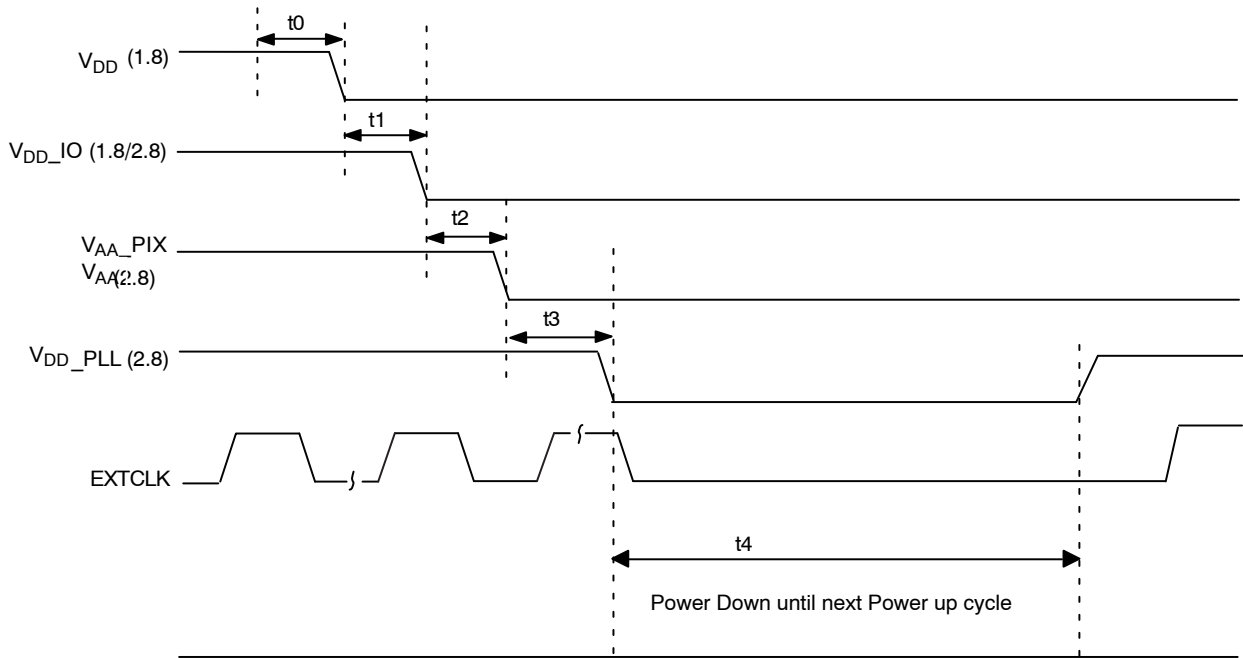 t0
VDD (1.8)
t1
VDD_IO (1.8/2.8)
t2
VAA_PIX
VAA(2.8)
t3
VDD_PLL (2.8)
EXTCLK
t4
Power Down until next Power up cycle